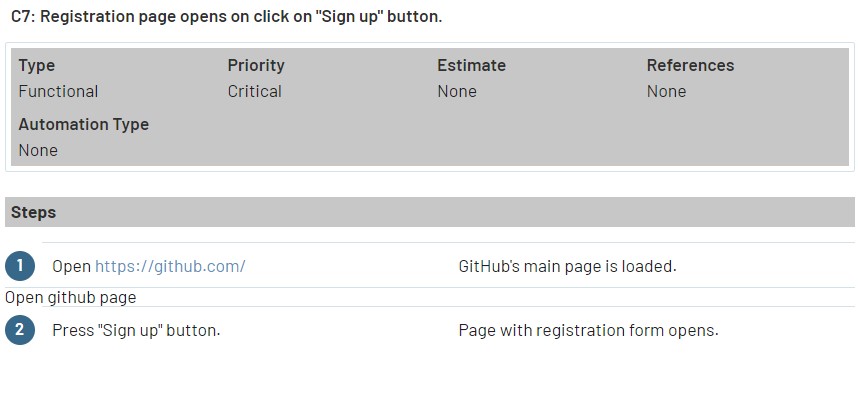 C7: Registration page opens on click on "Sign up" button.
Type Priority Estimate References
Functional Critical None None
Automation Type
None
Steps
1 Open https://github.com/ GitHub's main page is loaded.
Open github page
2 Press "Sign up" button. Page with registration form opens.